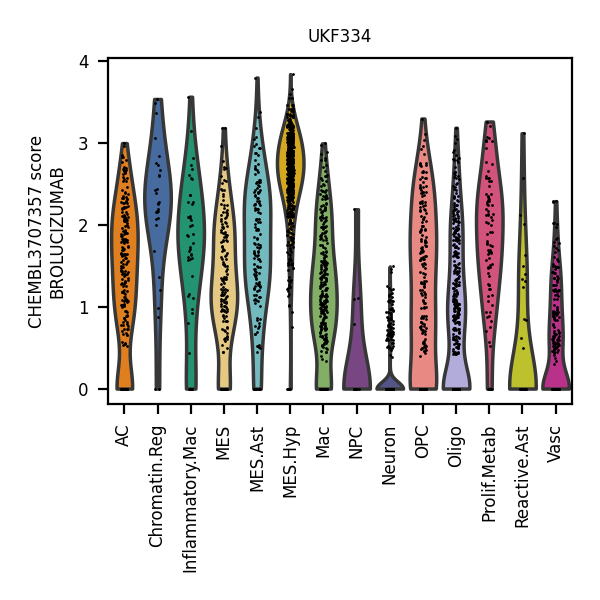 UKF334
CHEMBL3707357 score
BROLUCIZUMAB
4
3
2
1
0
AC
Chromatin.Reg
Inflammatory.Mac
MES
MES.Ast
MES.Hyp
Mac
NPC
Neuron
OPC
Oligo
Prolif.Metab
Reactive.Ast
Vasc